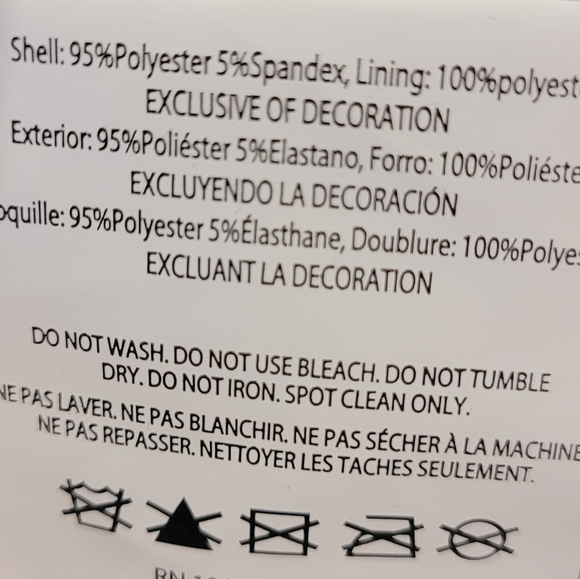 Shell: 95%Polyester 5%Spandex, Lining: 100%polyest
EXCLUSIVE OF DECORATION
Exterior: 95%Poliéster 5%Elastano, Forro: 100%Polieste
EXCLUYENDO LA DECORACIÓN
oquille: 95%Polyester 5%Élasthane, Doublure: 100%Polyes
EXCLUANT LA DECORATION
DO NOT WASH. DO NOT USE BLEACH. DO NOT TUMBLE
DRY. DO NOT IRON. SPOT CLEAN ONLY.
NE PAS LAVER. NE PAS BLANCHIR. NE PAS SÉCHER À LA MACHINE
NE PAS REPASSER. NETTOYER LES TACHES SEULEMENT.
RN